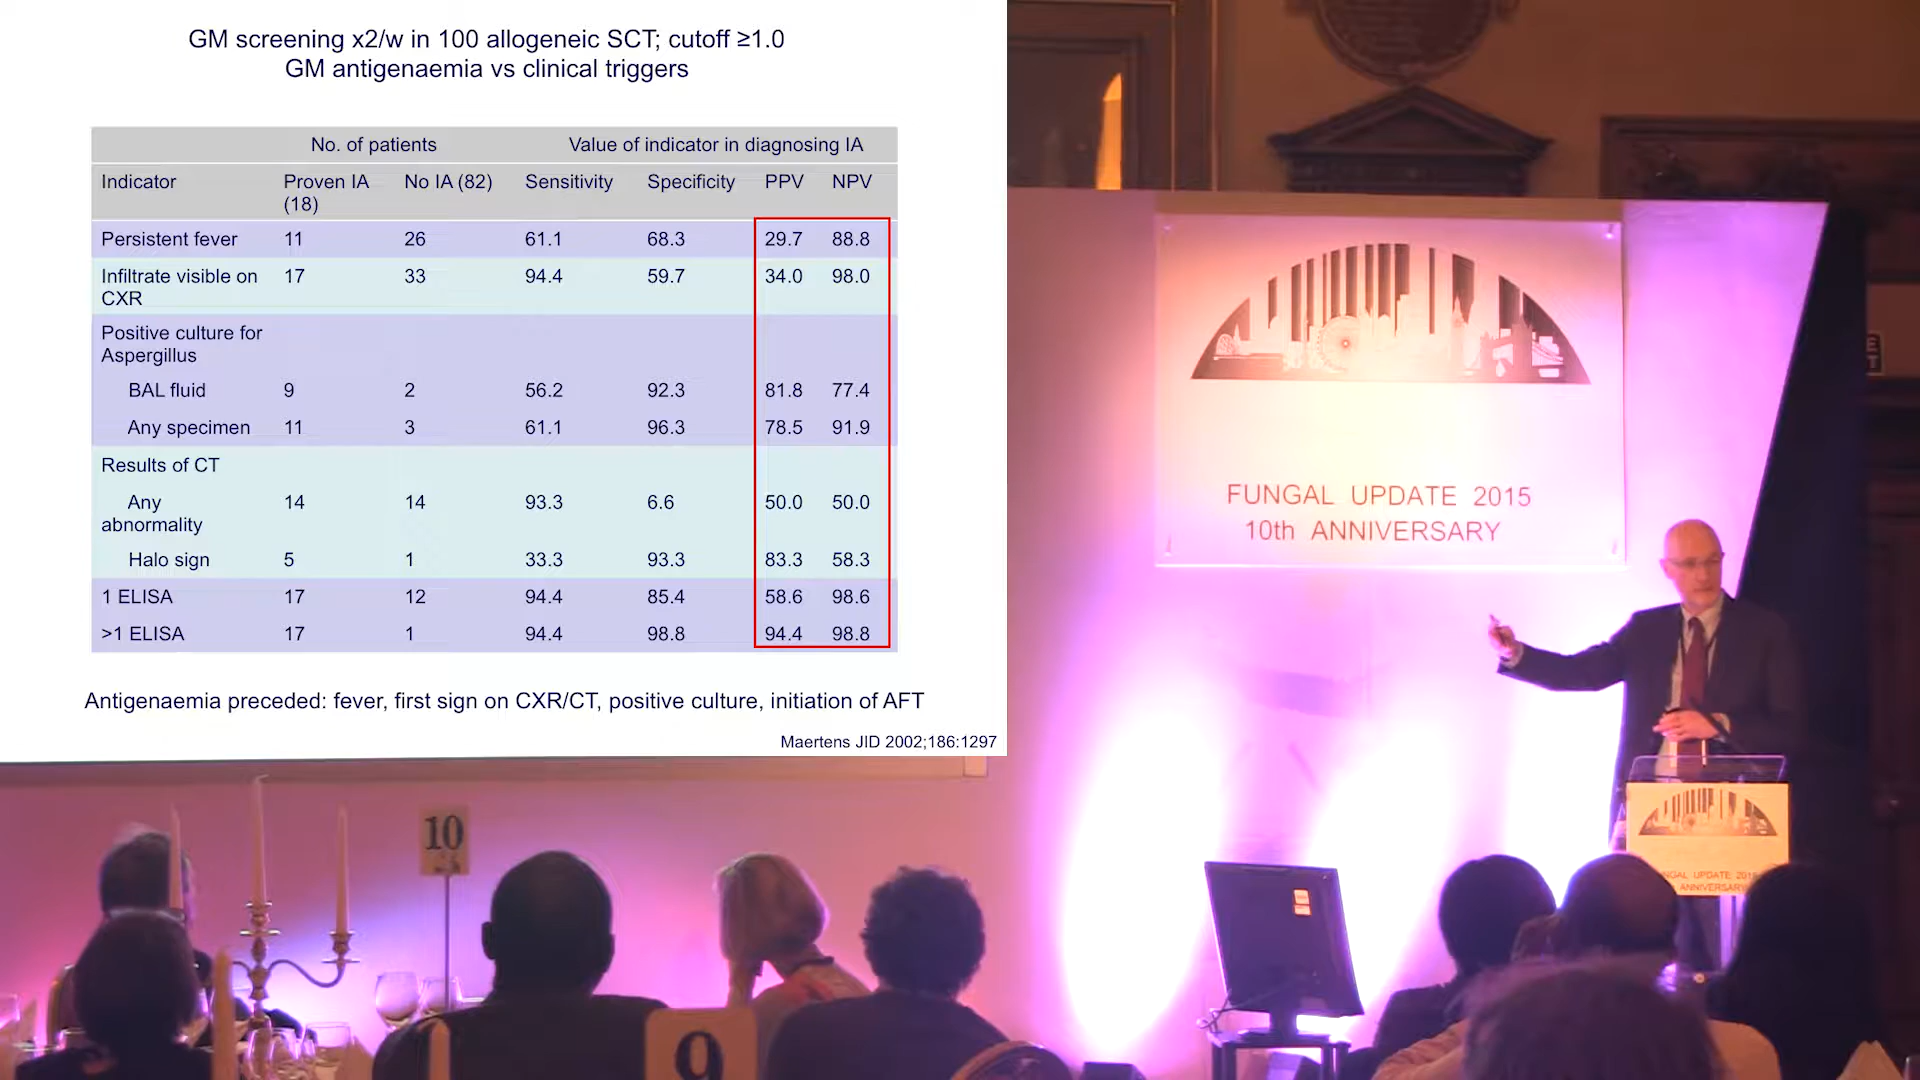 GM screening x2/w in 100 allogeneic SCT; cutoff ≥1.0
GM antigenaemia vs clinical triggers
No. of patients Value of indicator in diagnosing IA
Indicator Proven IA (18) No IA (82) Sensitivity Specificity PPV NPV
Persistent fever 11 26 61.1 68.3 29.7 88.8
Infiltrate visible on CXR 17 33 94.4 59.7 34.0 98.0
Positive culture for Aspergillus
BAL fluid 9 2 56.2 92.3 81.8 77.4
Any specimen 11 3 61.1 96.3 78.5 91.9
Results of CT
Any abnormality 14 14 93.3 6.6 50.0 50.0
Halo sign 5 1 33.3 93.3 83.3 58.3
1 ELISA 17 12 94.4 85.4 58.6 98.6
>1 ELISA 17 1 94.4 98.8 94.4 98.8
Antigenaemia preceded: fever, first sign on CXR/CT, positive culture, initiation of AFT
Maertens JID 2002;186:1297
FUNGAL UPDATE 2015
10th ANNIVERSARY
10
9
UPDATE
ANNIVERSARY